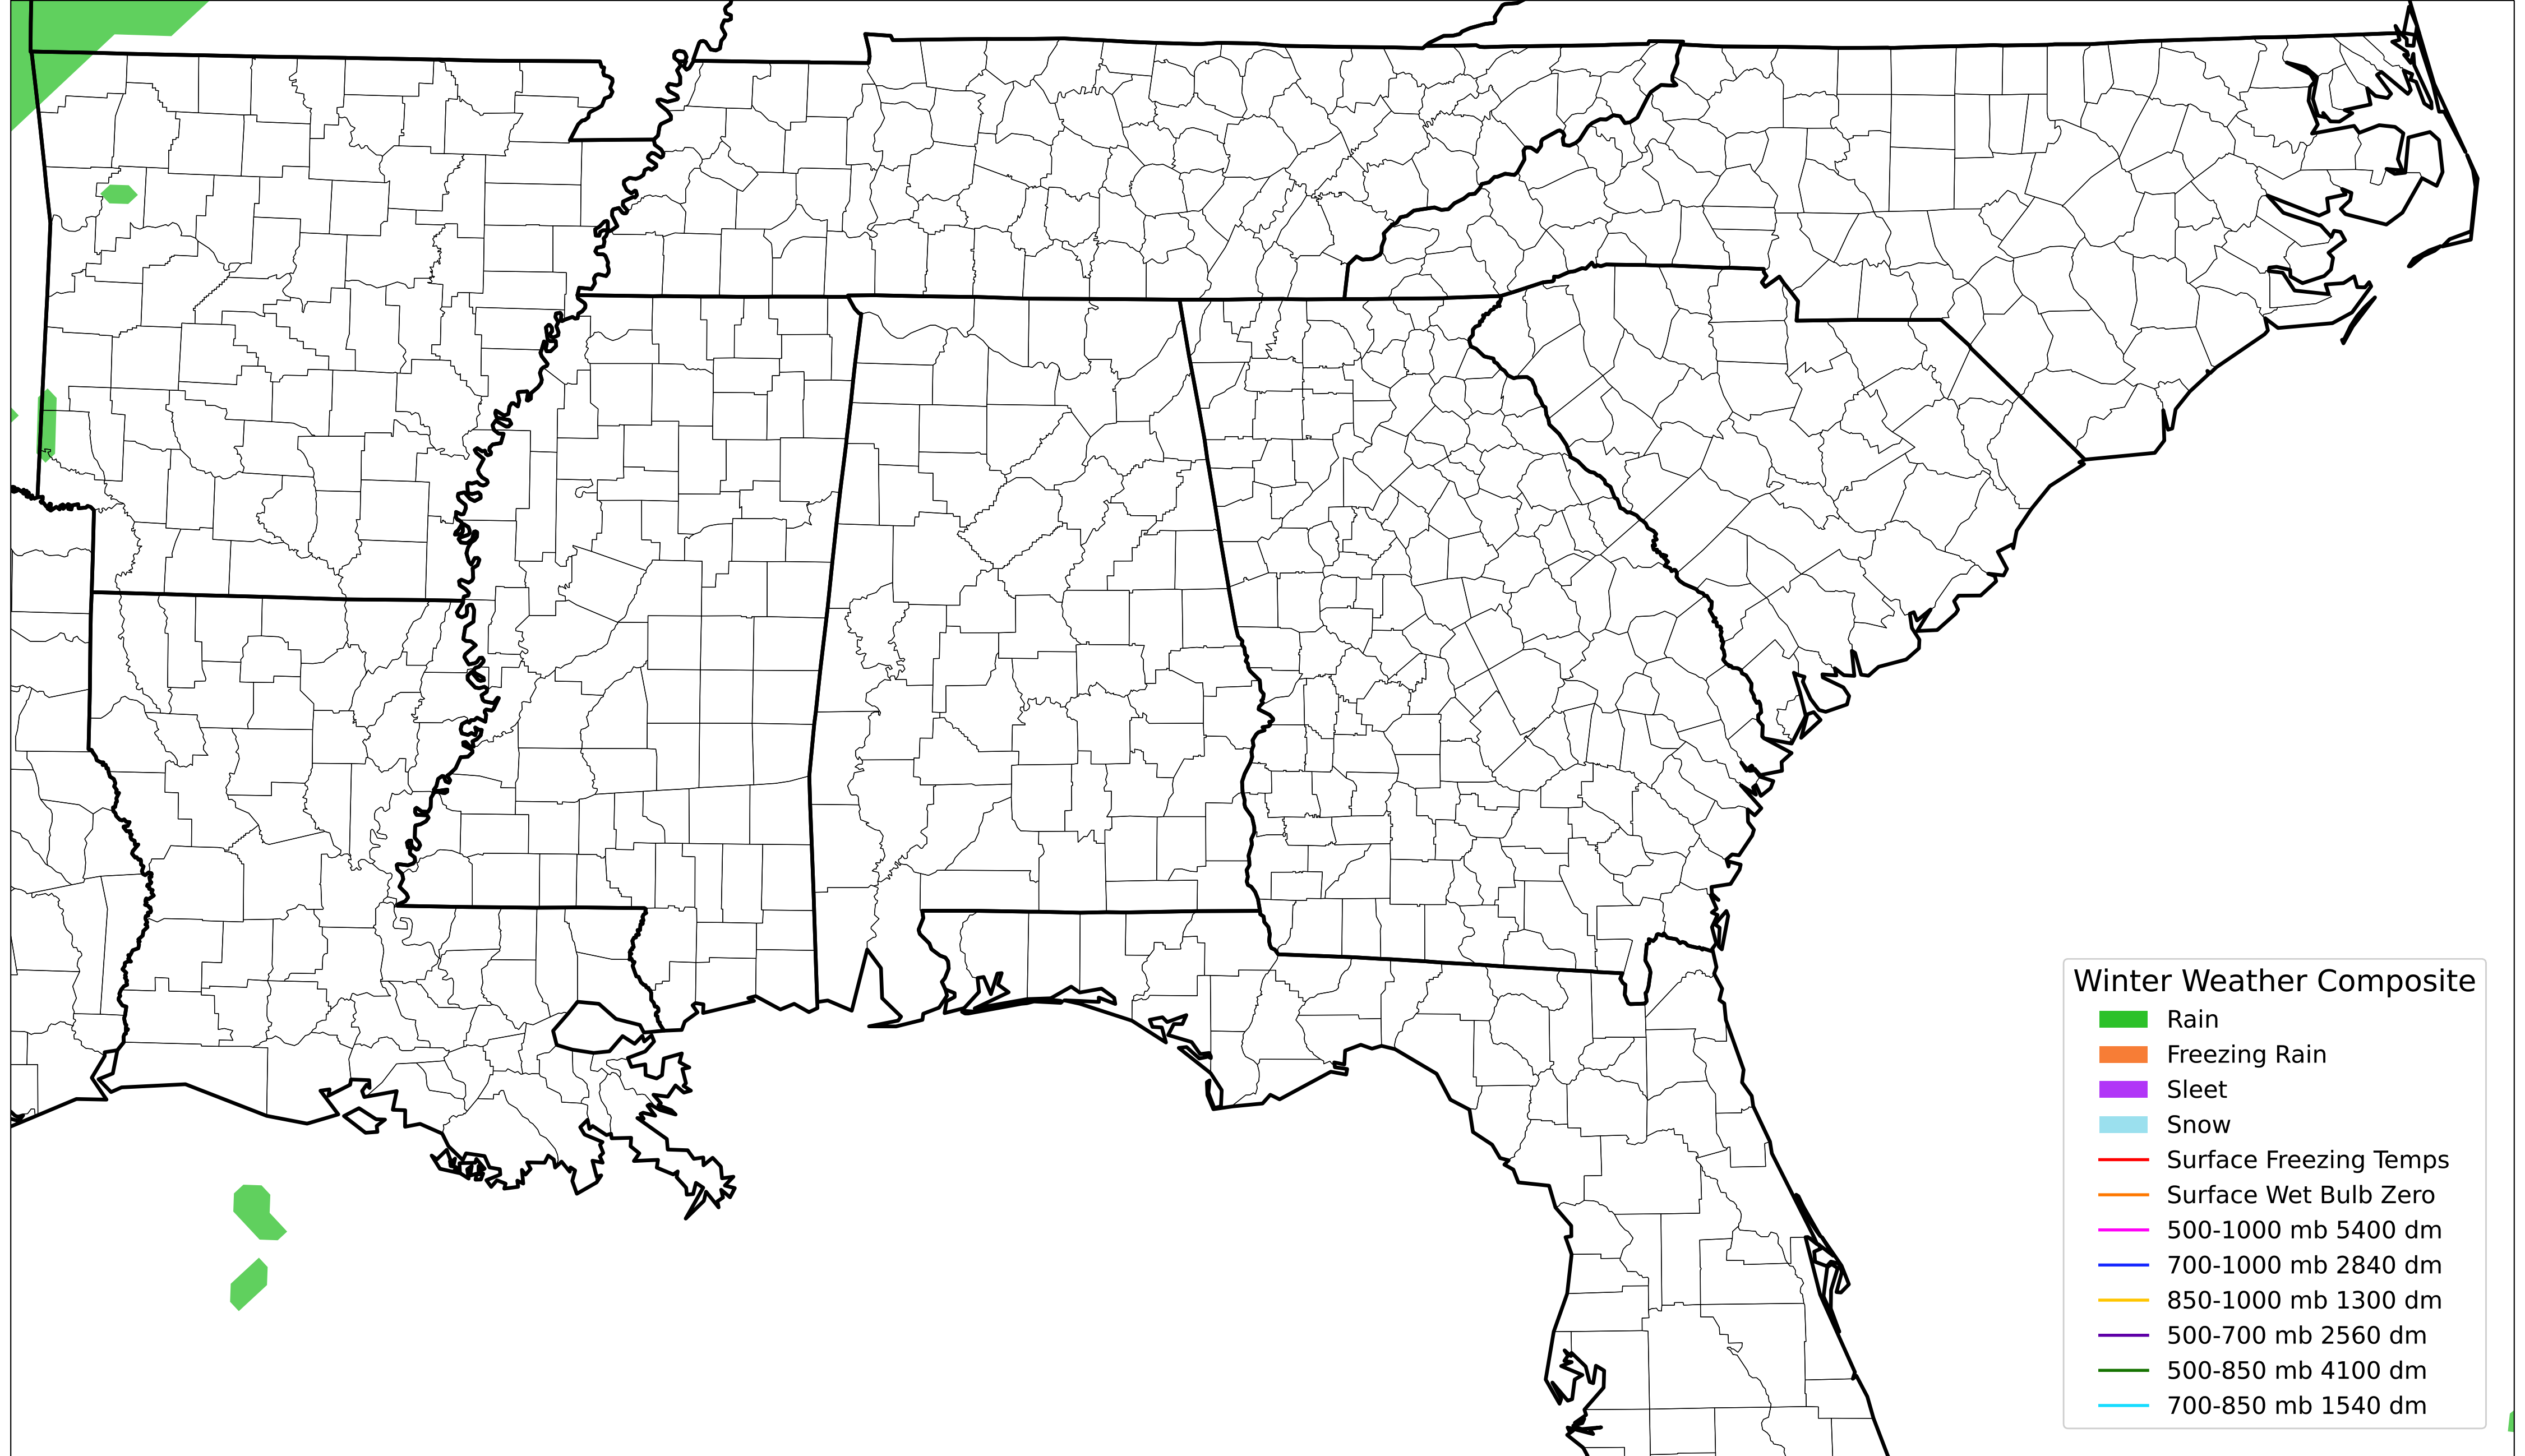 Winter Weather Composite
Rain
Freezing Rain
Sleet
Snow
Surface Freezing Temps
Surface Wet Bulb Zero
500-1000 mb 5400 dm
700-1000 mb 2840 dm
850-1000 mb 1300 dm
500-700 mb 2560 dm
500-850 mb 4100 dm
700-850 mb 1540 dm